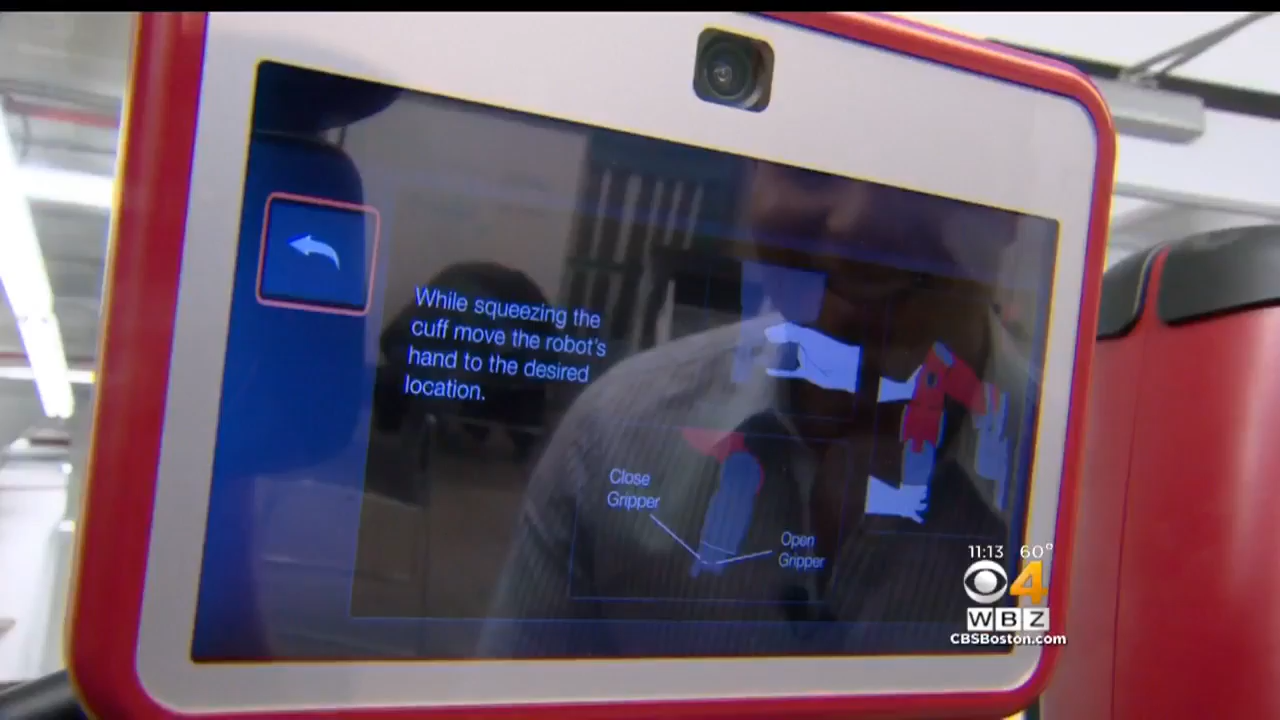 While squeezing the
cuff move the robot's
hand to the desired
location.
Close
Gripper
Open
Gripper
11:13 60°
4
WBZ
CBSBoston.com